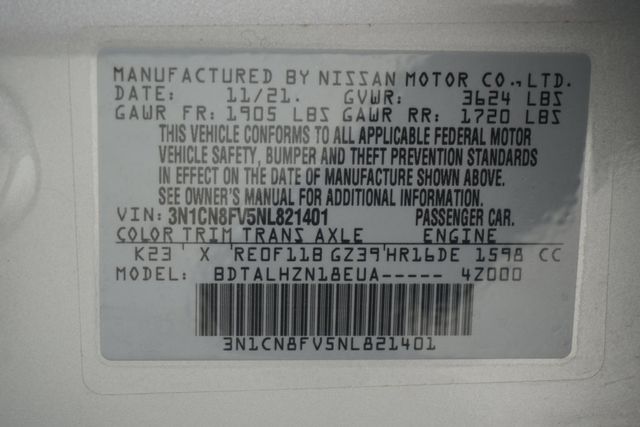 MANUFACTURED BY NISSAN MOTOR CO.,LTD.
DATE: 11/21. GVWR: 3624 LBS
GAWR FR: 1905 LBS GAWR RR: 1720 LBS
THIS VEHICLE CONFORMS TO ALL APPLICABLE FEDERAL MOTOR
VEHICLE SAFETY, BUMPER AND THEFT PREVENTION STANDARDS
IN EFFECT ON THE DATE OF MANUFACTURE SHOWN ABOVE.
SEE OWNER'S MANUAL FOR ADDITIONAL INFORMATION.
VIN: 3N1CN8FV5NL821401 PASSENGER CAR.
COLOR TRIM TRANS AXLE ENGINE
K23 X RE0F11B GZ39 HR16DE 1598 CC
MODEL: BDTALHZN18EUA----- 4Z000
3N1CN8FV5NL821401